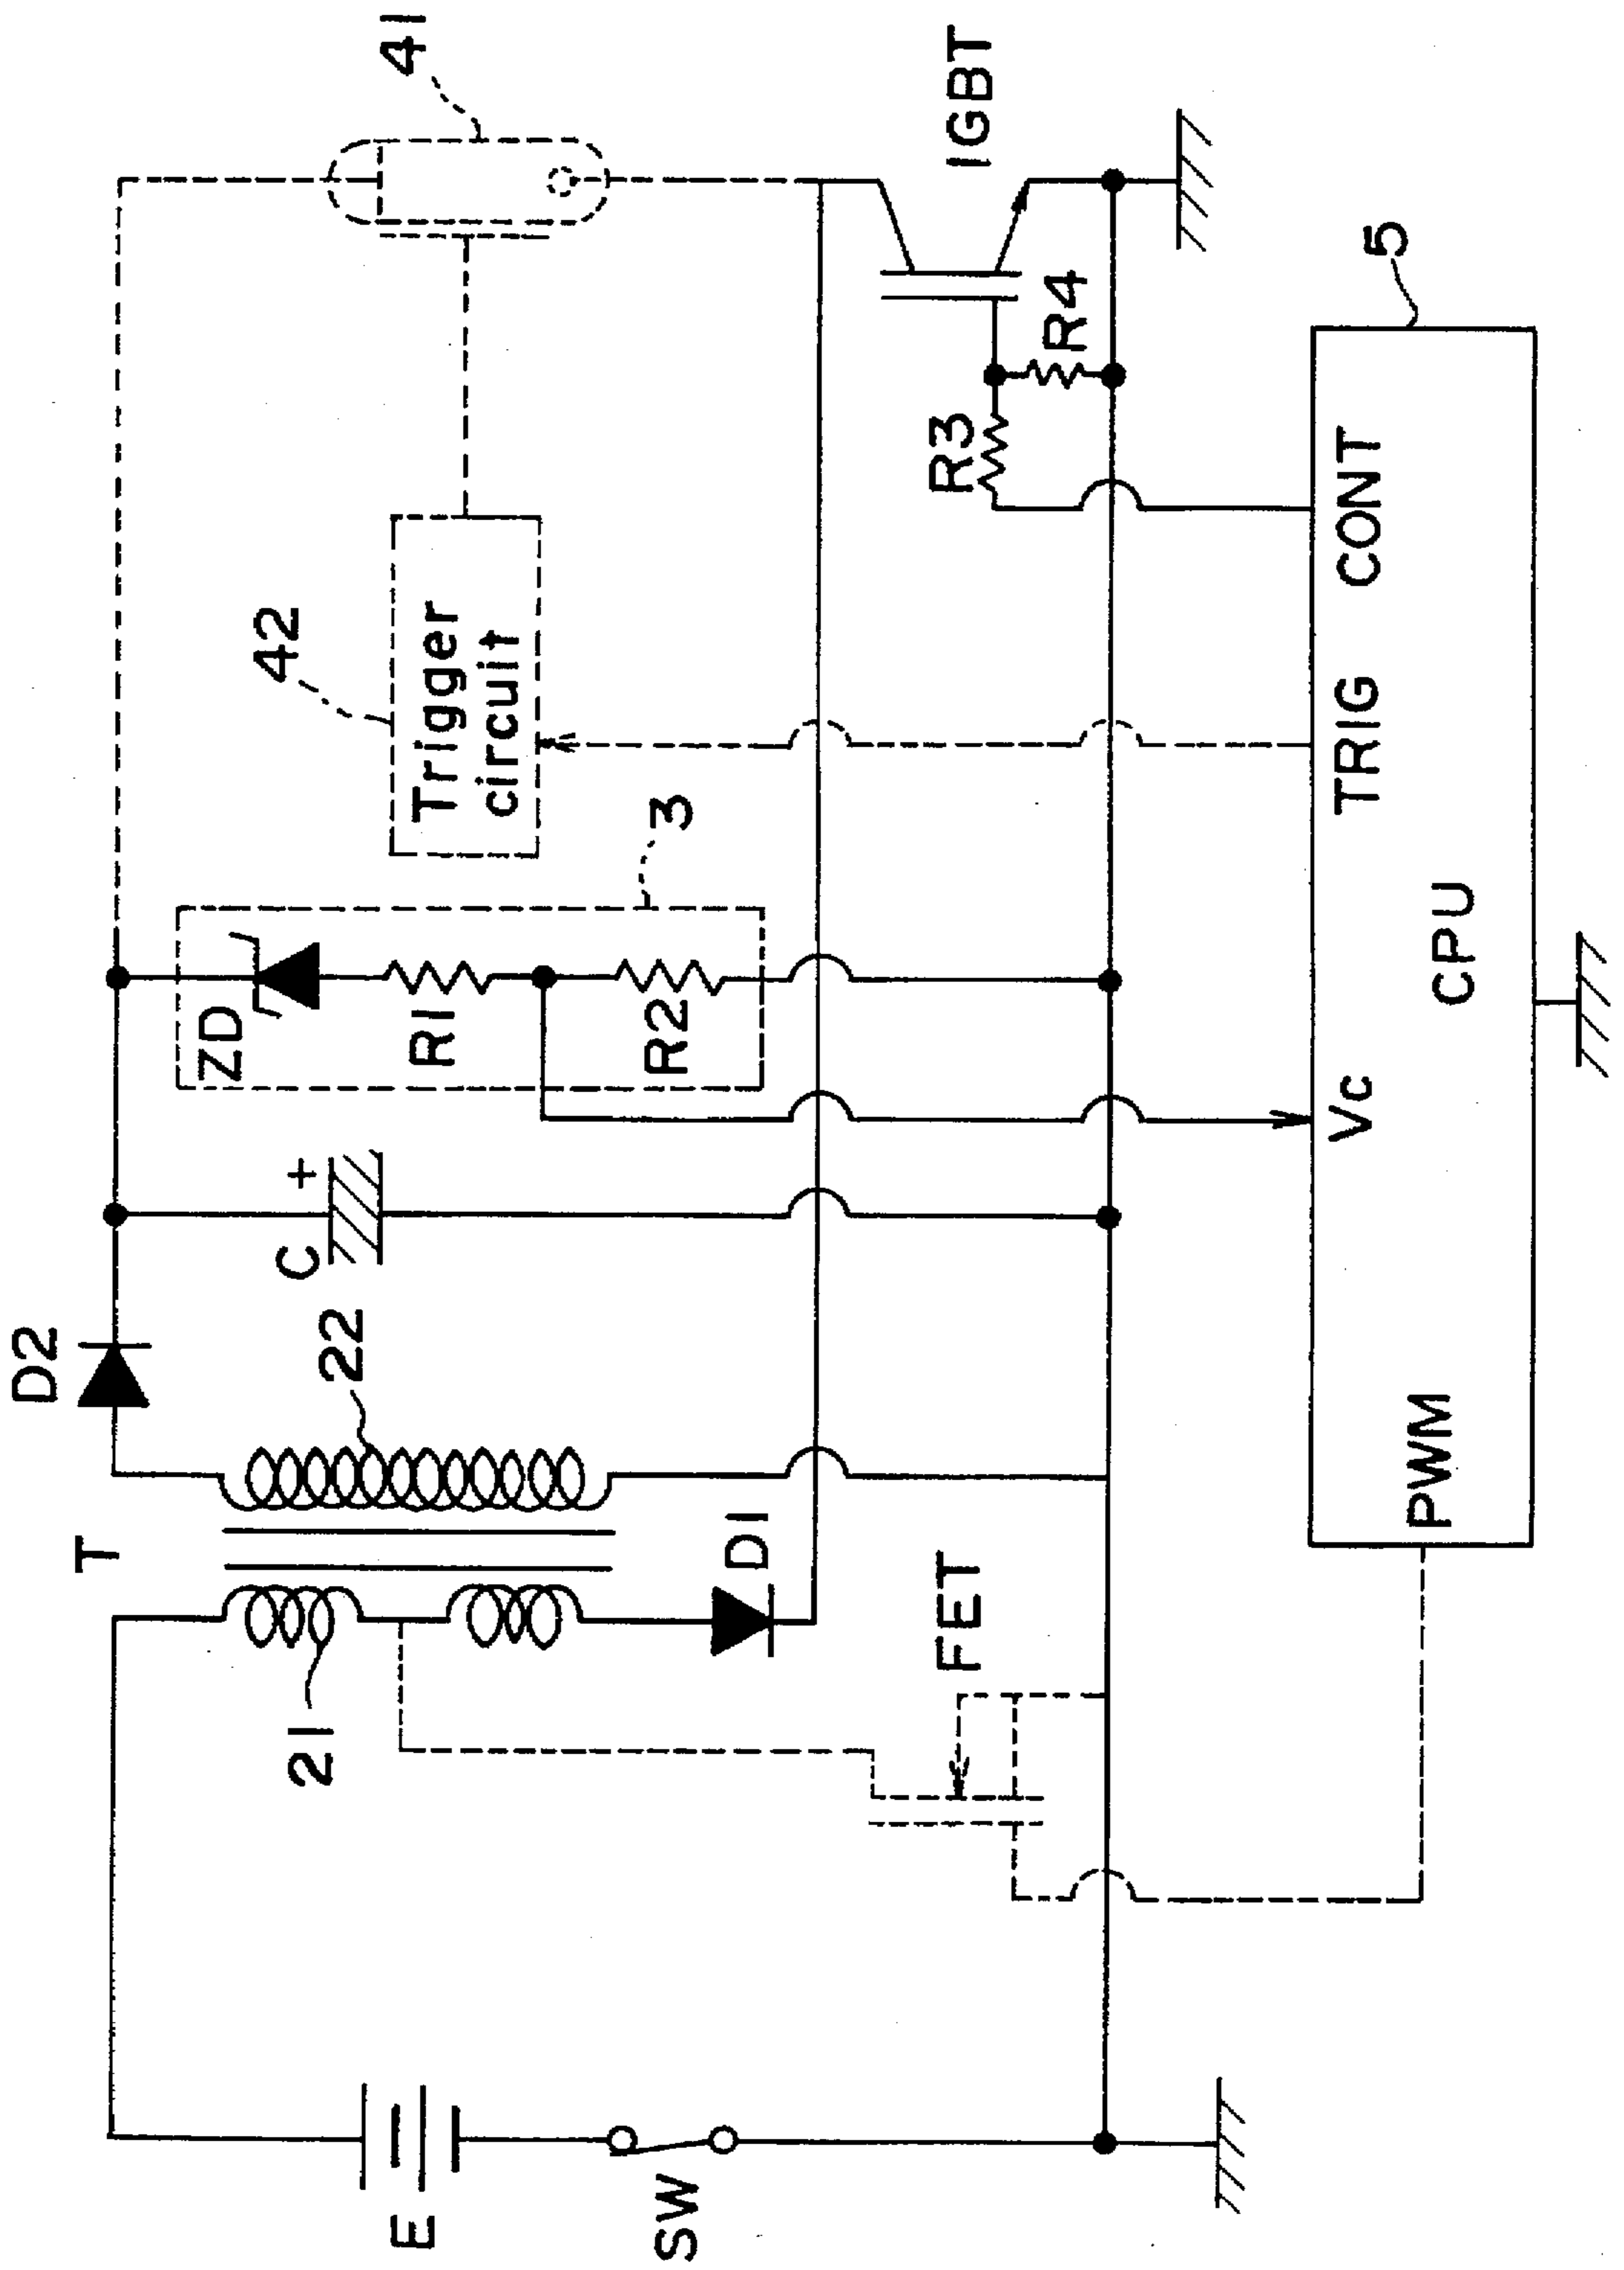 T
D2
41
22
21
C
+
ZD
R1
R2
3
42
Trigger
circuit
E
SW
D1
FET
IGBT
R3
R4
5
PWM
Vc
TRIG
CONT
CPU